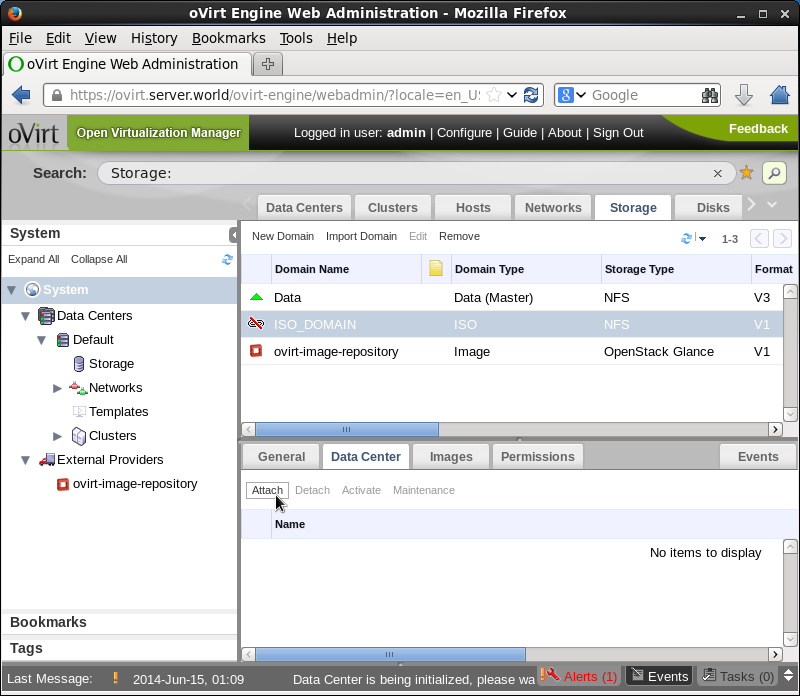 oVirt Engine Web Administration - Mozilla Firefox
File Edit View History Bookmarks Tools Help
oVirt Engine Web Administration
https://ovirt.server.world/ovirt-engine/webadmin/?locale=en_US
Google
oVirt Open Virtualization Manager
Logged in user: admin | Configure | Guide | About | Sign Out
Feedback
Search: Storage:
Data Centers Clusters Hosts Networks Storage Disks
System
Expand All Collapse All
System
Data Centers
Default
Storage
Networks
Templates
Clusters
External Providers
ovirt-image-repository
Bookmarks
Tags
New Domain Import Domain Edit Remove 1-3
Domain Name Domain Type Storage Type Format
Data Data (Master) NFS V3
ISO_DOMAIN ISO NFS V1
ovirt-image-repository Image OpenStack Glance V1
General Data Center Images Permissions Events
Attach Detach Activate Maintenance
Name
No items to display
Last Message: 2014-Jun-15, 01:09 Data Center is being initialized, please wa
Alerts (1) Events Tasks (0)